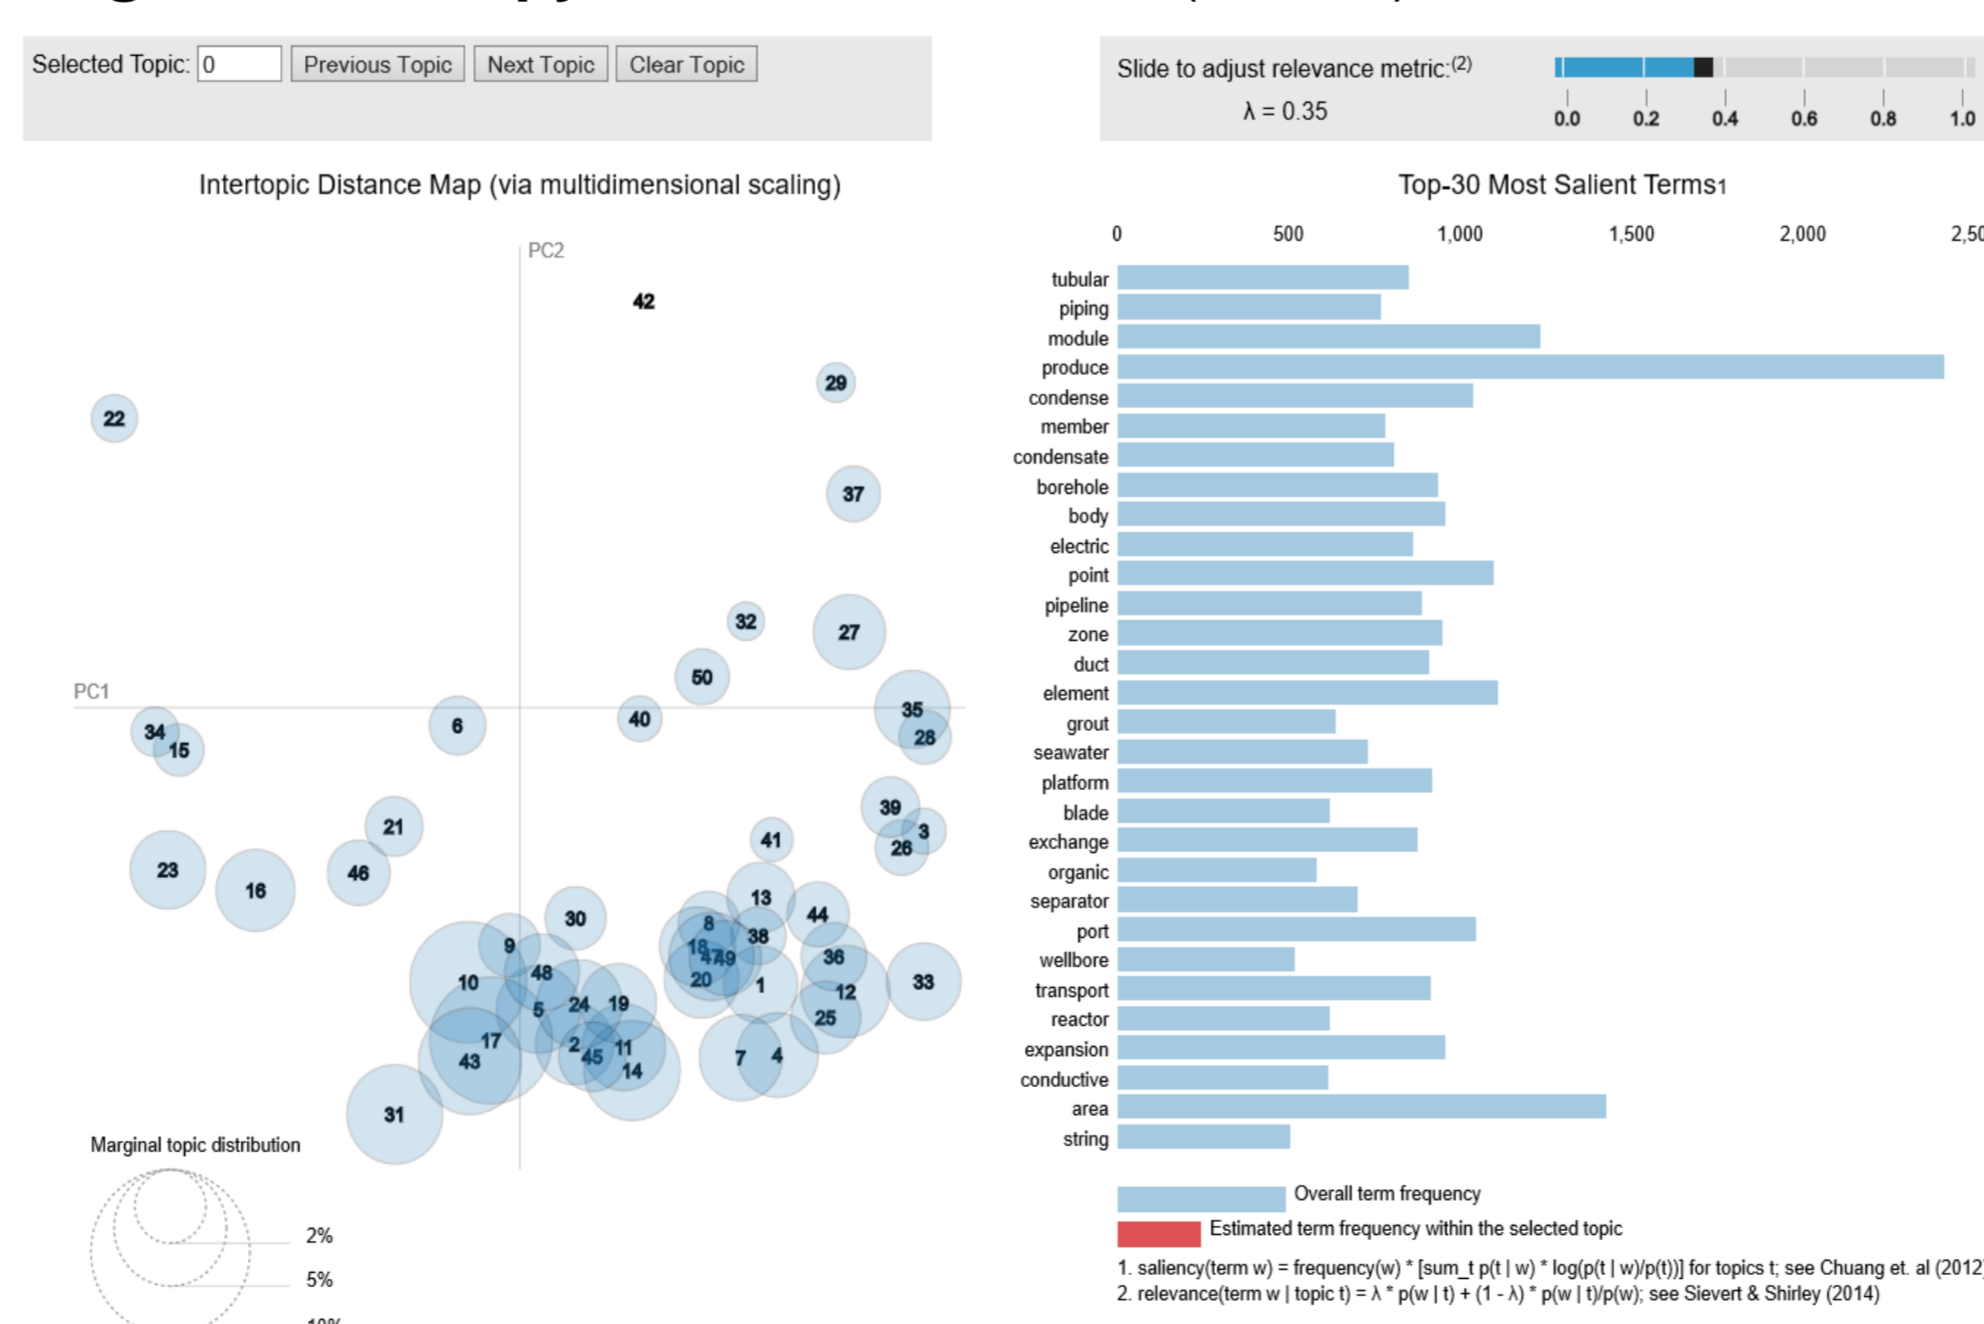 Selected Topic: 0 Previous Topic Next Topic Clear Topic
Slide to adjust relevance metric:(2)
λ = 0.35
0.0 0.2 0.4 0.6 0.8 1.0
Intertopic Distance Map (via multidimensional scaling)
PC2
PC1
42
29
22
37
32
27
50
35
6
40
34
28
15
39
21
3
41
26
23
46
16
13
44
30
8
38
9
18
47
49
36
48
20
10
33
1
12
24
19
5
25
17
2
11
45
7
4
43
14
31
Marginal topic distribution
2%
5%
10%
Top-30 Most Salient Terms1
0 500 1,000 1,500 2,000
tubular
piping
module
produce
condense
member
condensate
borehole
body
electric
point
pipeline
zone
duct
element
grout
seawater
platform
blade
exchange
organic
separator
port
wellbore
transport
reactor
expansion
conductive
area
string
Overall term frequency
Estimated term frequency within the selected topic
1. saliency(term w) = frequency(w) * [sum_t p(t | w) * log(p(t | w)/p(t))] for topics t; see Chuang et. al (2012)
2. relevance(term w | topic t) = λ * p(w | t) + (1 - λ) * p(w | t)/p(w); see Sievert & Shirley (2014)